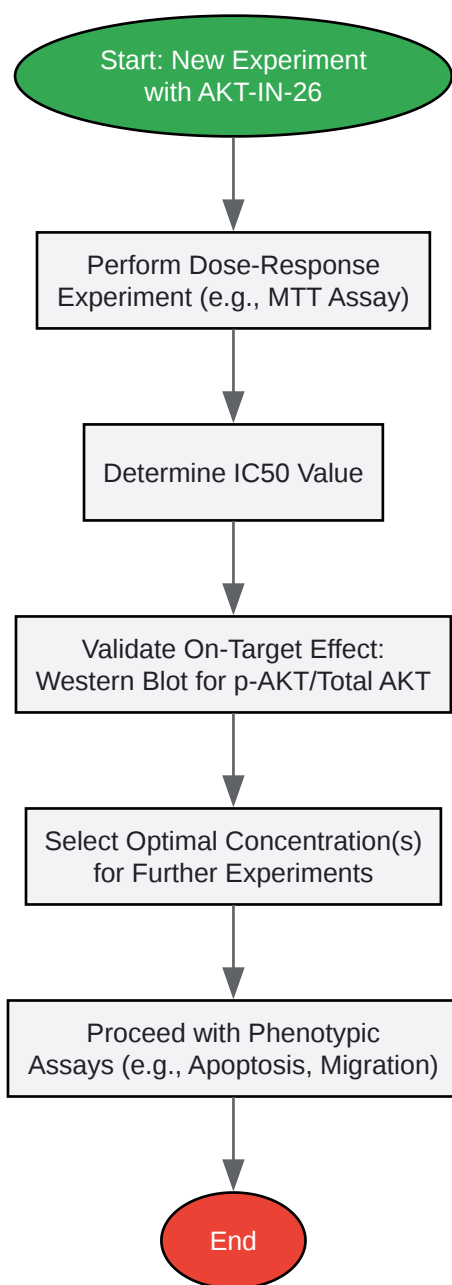 Start: New Experiment
with AKT-IN-26
Perform Dose-Response
Experiment (e.g., MTT Assay)
Determine IC50 Value
Validate On-Target Effect:
Western Blot for p-AKT/Total AKT
Select Optimal Concentration(s)
for Further Experiments
Proceed with Phenotypic
Assays (e.g., Apoptosis, Migration)
End